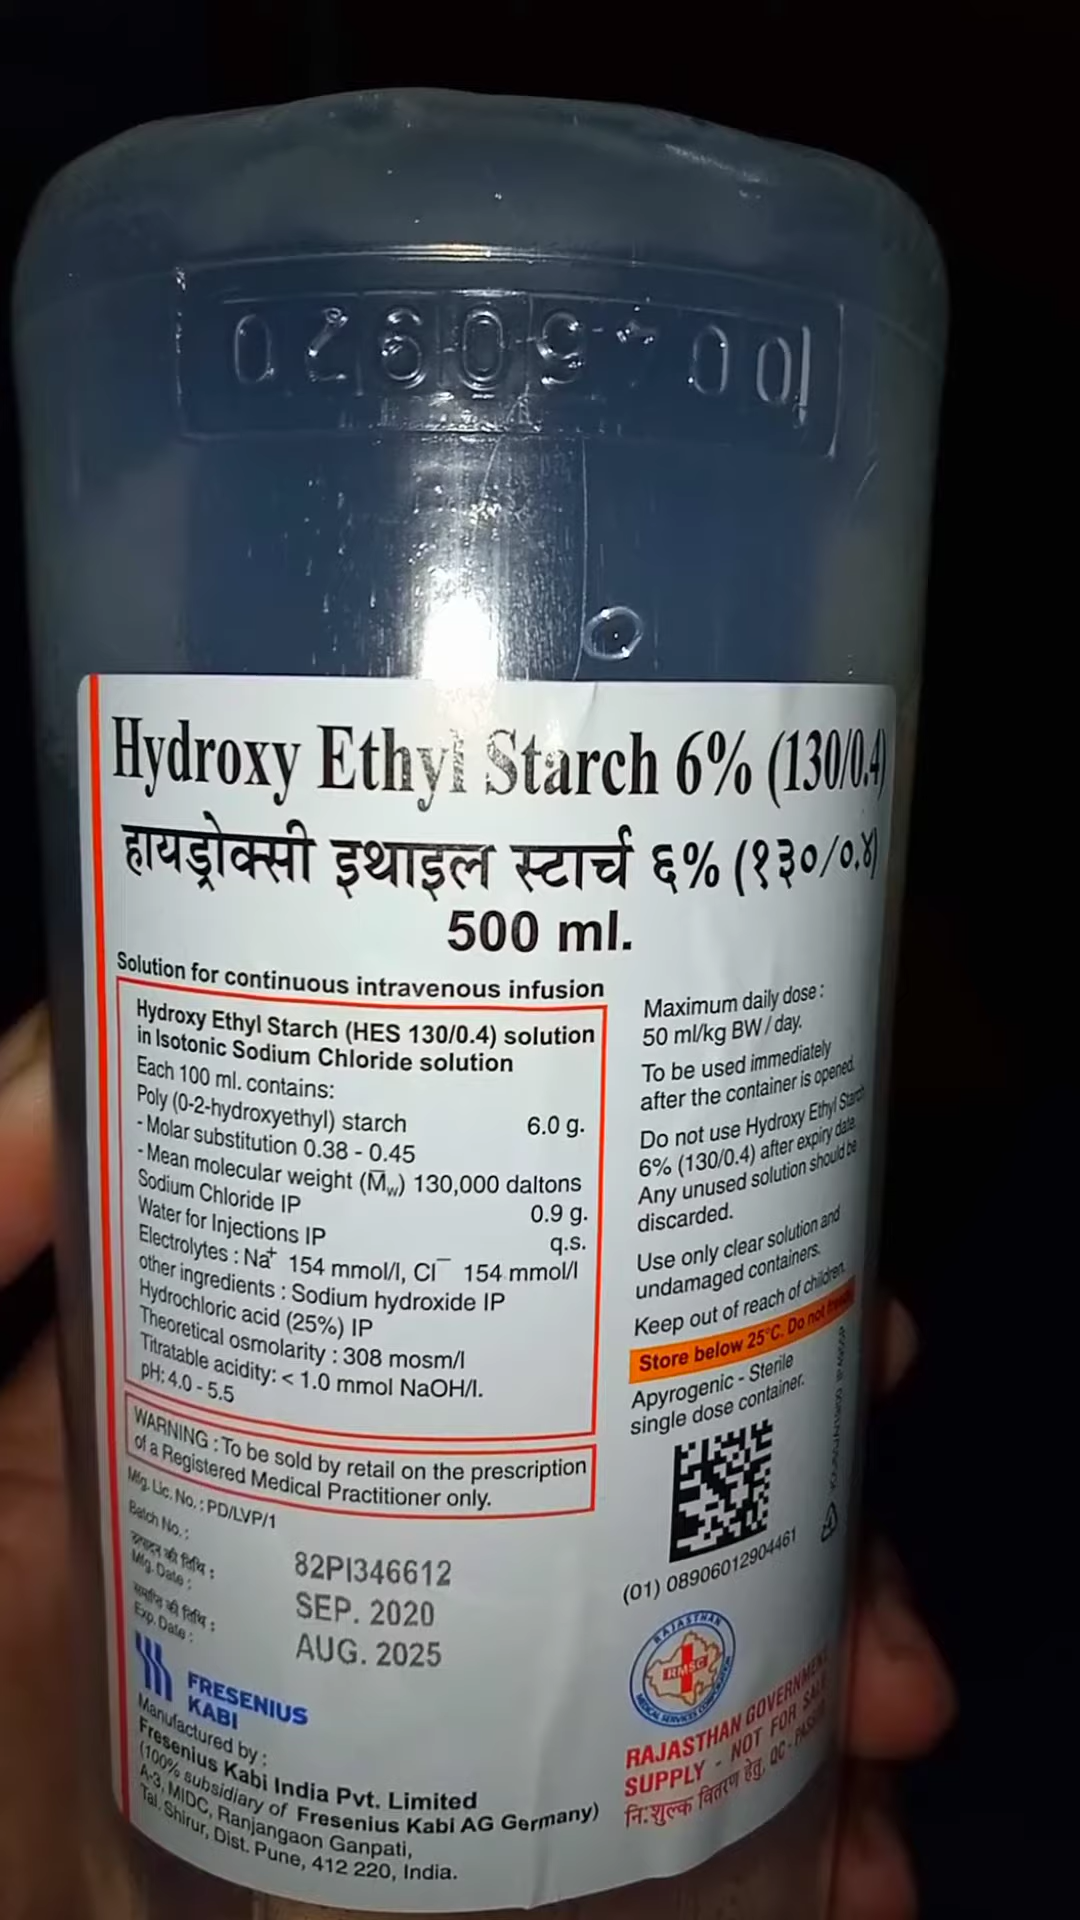 Hydroxy Ethyl Starch 6% (130/0.4)
हायड्रोक्सी इथाइल स्टार्च ६% (१३०/०.४)
500 ml.
Solution for continuous intravenous infusion
Hydroxy Ethyl Starch (HES 130/0.4) solution
in Isotonic Sodium Chloride solution
Each 100 ml. contains:
Poly (0-2-hydroxyethyl) starch 6.0 g.
- Molar substitution 0.38 - 0.45
- Mean molecular weight (M̅w) 130,000 daltons
Sodium Chloride IP 0.9 g.
Water for Injections IP q.s.
Electrolytes : Na⁺ 154 mmol/l, Cl⁻ 154 mmol/l
other ingredients : Sodium hydroxide IP
Hydrochloric acid (25%) IP
Theoretical osmolarity : 308 mosm/l
Titratable acidity: < 1.0 mmol NaOH/l.
pH: 4.0 - 5.5
WARNING : To be sold by retail on the prescription
of a Registered Medical Practitioner only.
Mfg. Lic. No. : PD/LVP/1
Batch No. : 82PI346612
उत्पादन की तिथि :
Mfg. Date : SEP. 2020
समाप्ति की तिथि :
Exp. Date : AUG. 2025
FRESENIUS
KABI
Manufactured by :
Fresenius Kabi India Pvt. Limited
(100% subsidiary of Fresenius Kabi AG Germany)
A-3, MIDC, Ranjangaon Ganpati,
Tal. Shirur, Dist. Pune, 412 220, India.
Maximum daily dose :
50 ml/kg BW / day.
To be used immediately
after the container is opened.
Do not use Hydroxy Ethyl Starch
6% (130/0.4) after expiry date.
Any unused solution should be
discarded.
Use only clear solution and
undamaged containers.
Keep out of reach of children.
Store below 25°C. Do not
Apyrogenic - Sterile
single dose container.
(01) 08906012904461
RAJASTHAN
RMSC
MEDICAL SERVICES CORPORATION
RAJASTHAN GOVERNMENT
SUPPLY - NOT FOR SALE
नि:शुल्क वितरण हेतु, QC -